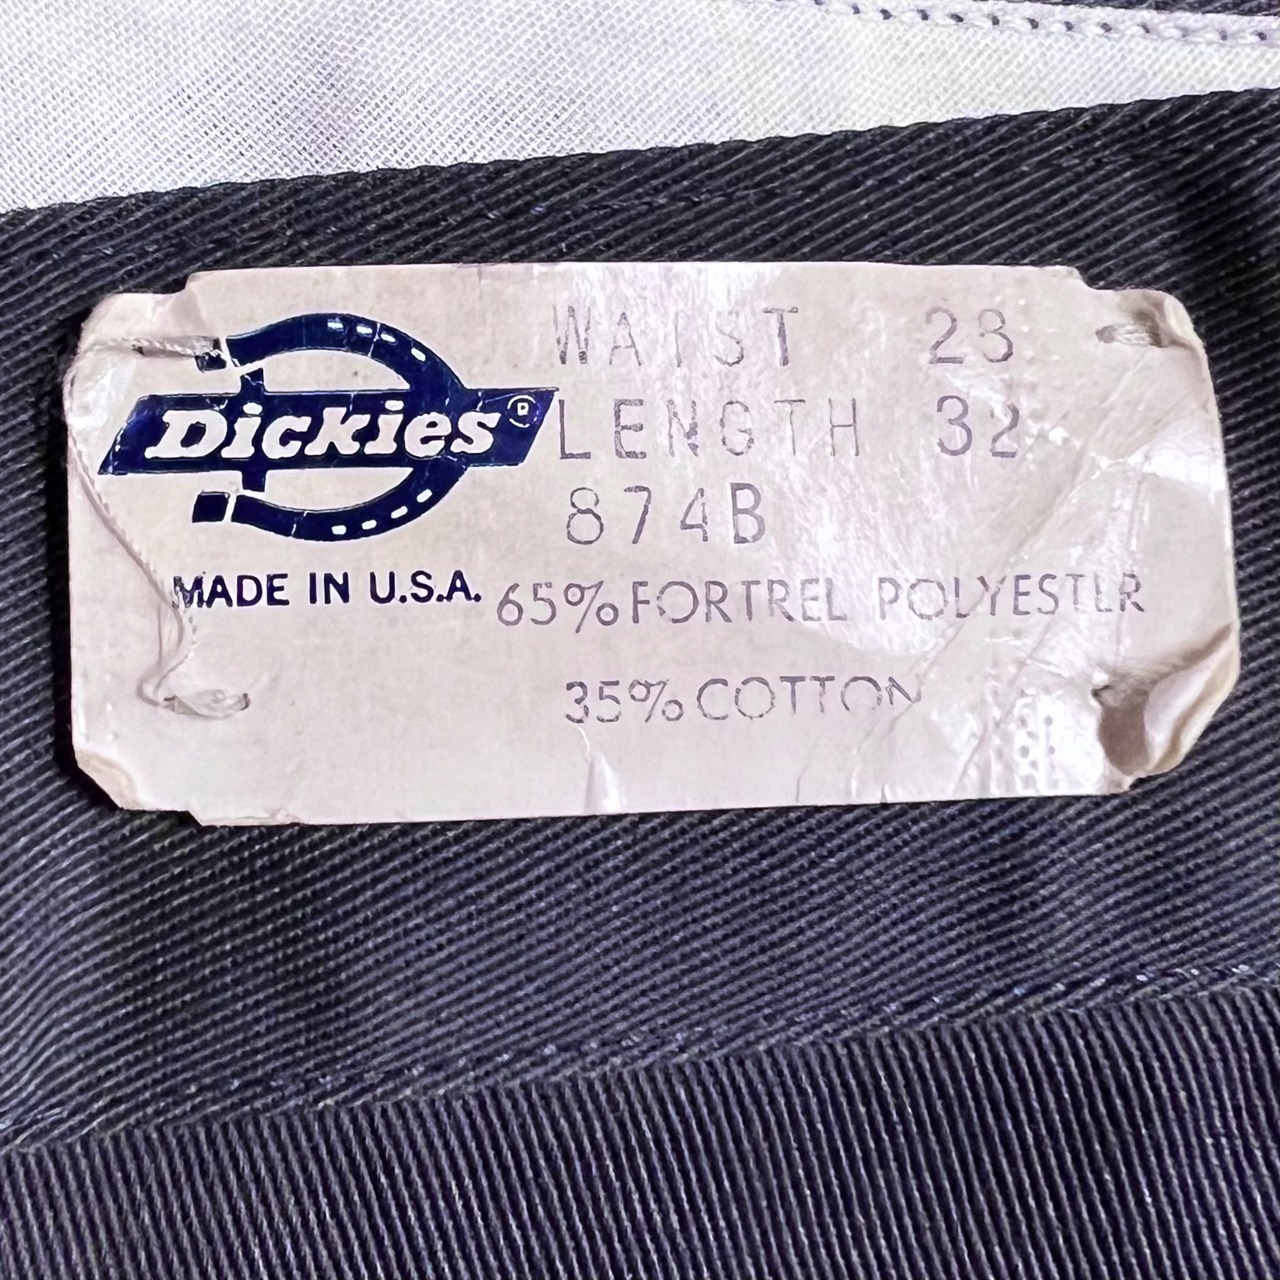 Dickies®
WAIST 28
LENGTH 32
874B
MADE IN U.S.A.
65% FORTREL POLYESTER
35% COTTON